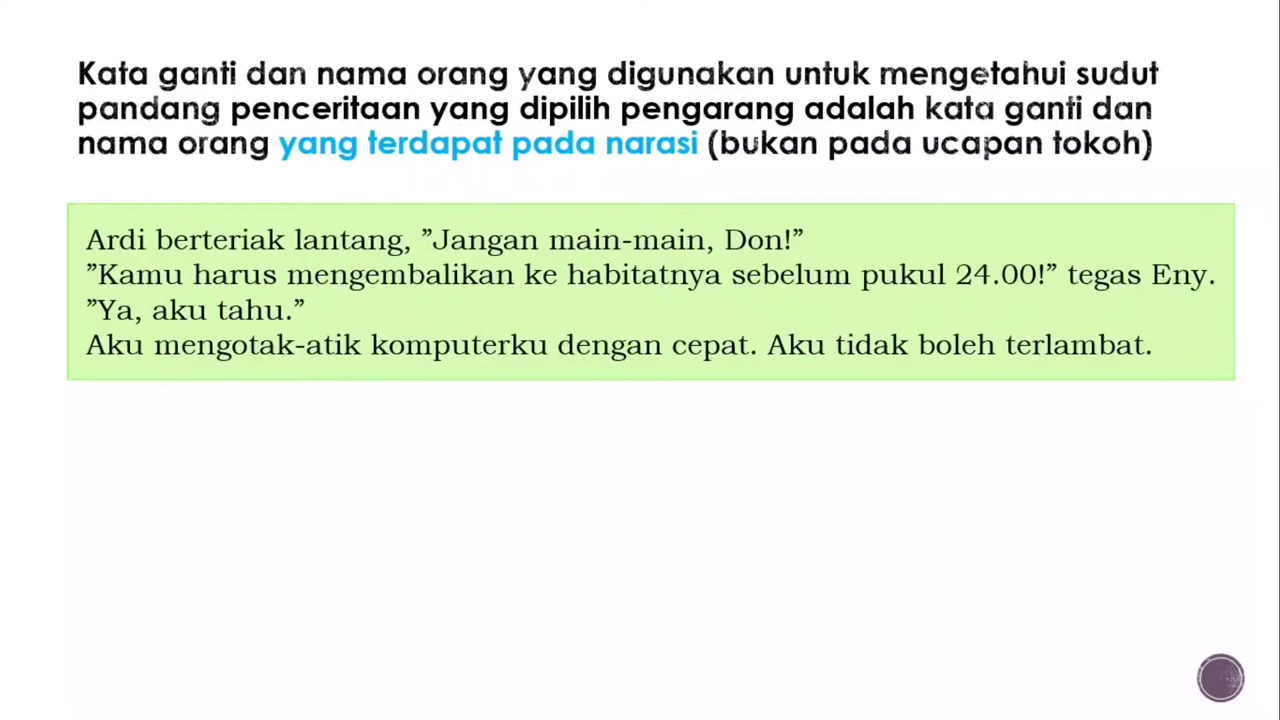 Kata ganti dan nama orang yang digunakan untuk mengetahui sudut
pandang penceritaan yang dipilih pengarang adalah kata ganti dan
nama orang yang terdapat pada narasi (bukan pada ucapan tokoh)
Ardi berteriak lantang, ”Jangan main-main, Don!”
”Kamu harus mengembalikan ke habitatnya sebelum pukul 24.00!” tegas Eny.
”Ya, aku tahu.”
Aku mengotak-atik komputerku dengan cepat. Aku tidak boleh terlambat.